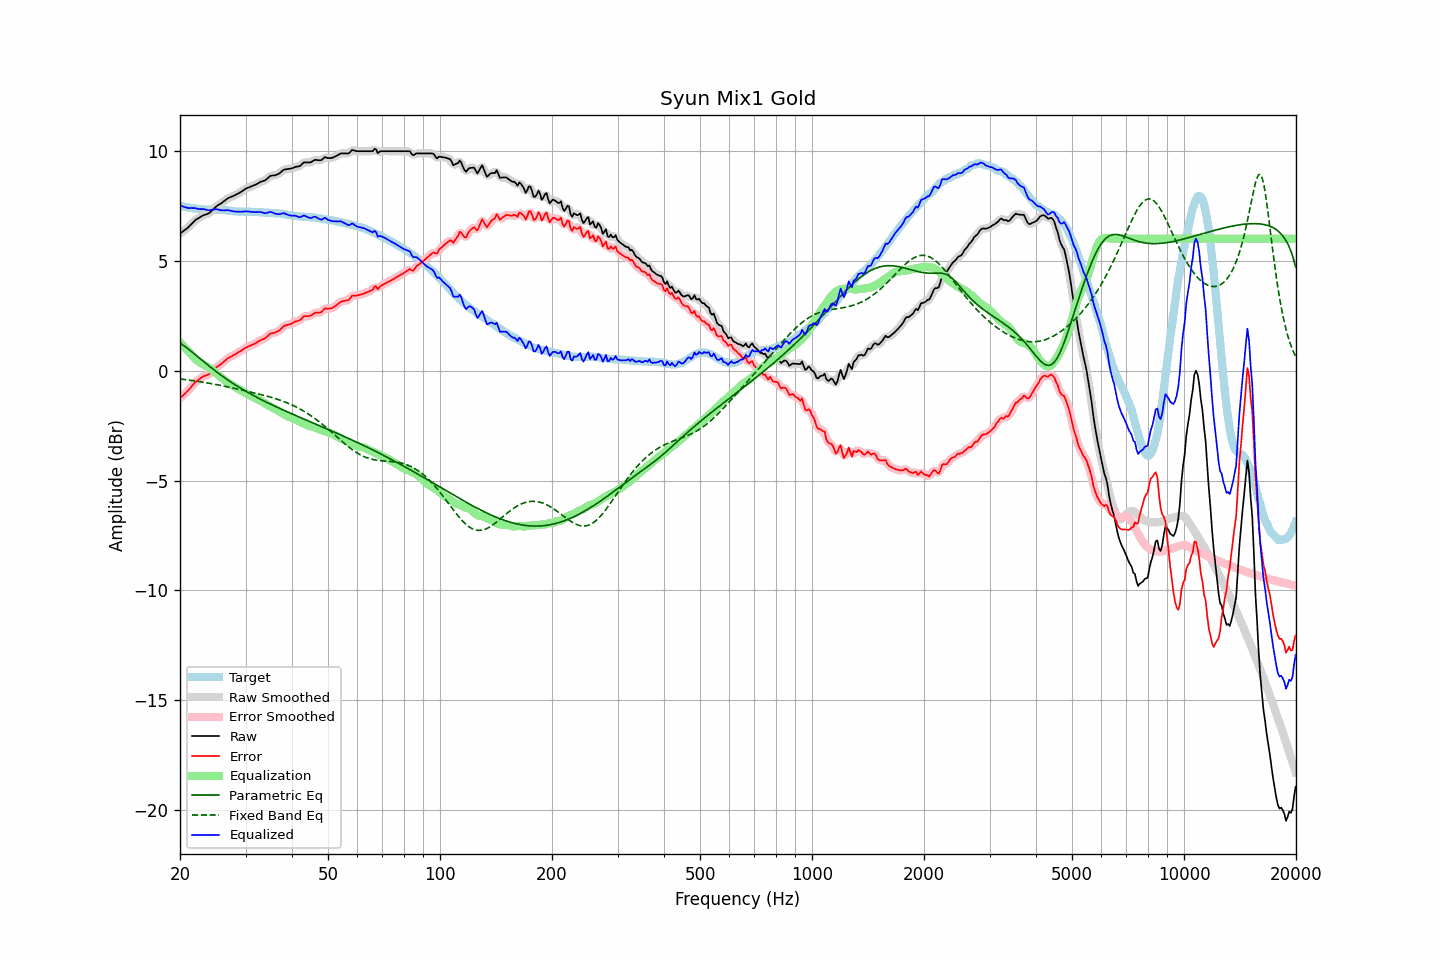 Syun Mix1 Gold
Amplitude (dBr)
10
5
0
−5
−10
−15
−20
Target
Raw Smoothed
Error Smoothed
Raw
Error
Equalization
Parametric Eq
Fixed Band Eq
Equalized
20 50 100 200 500 1000 2000 5000 10000 20000
Frequency (Hz)